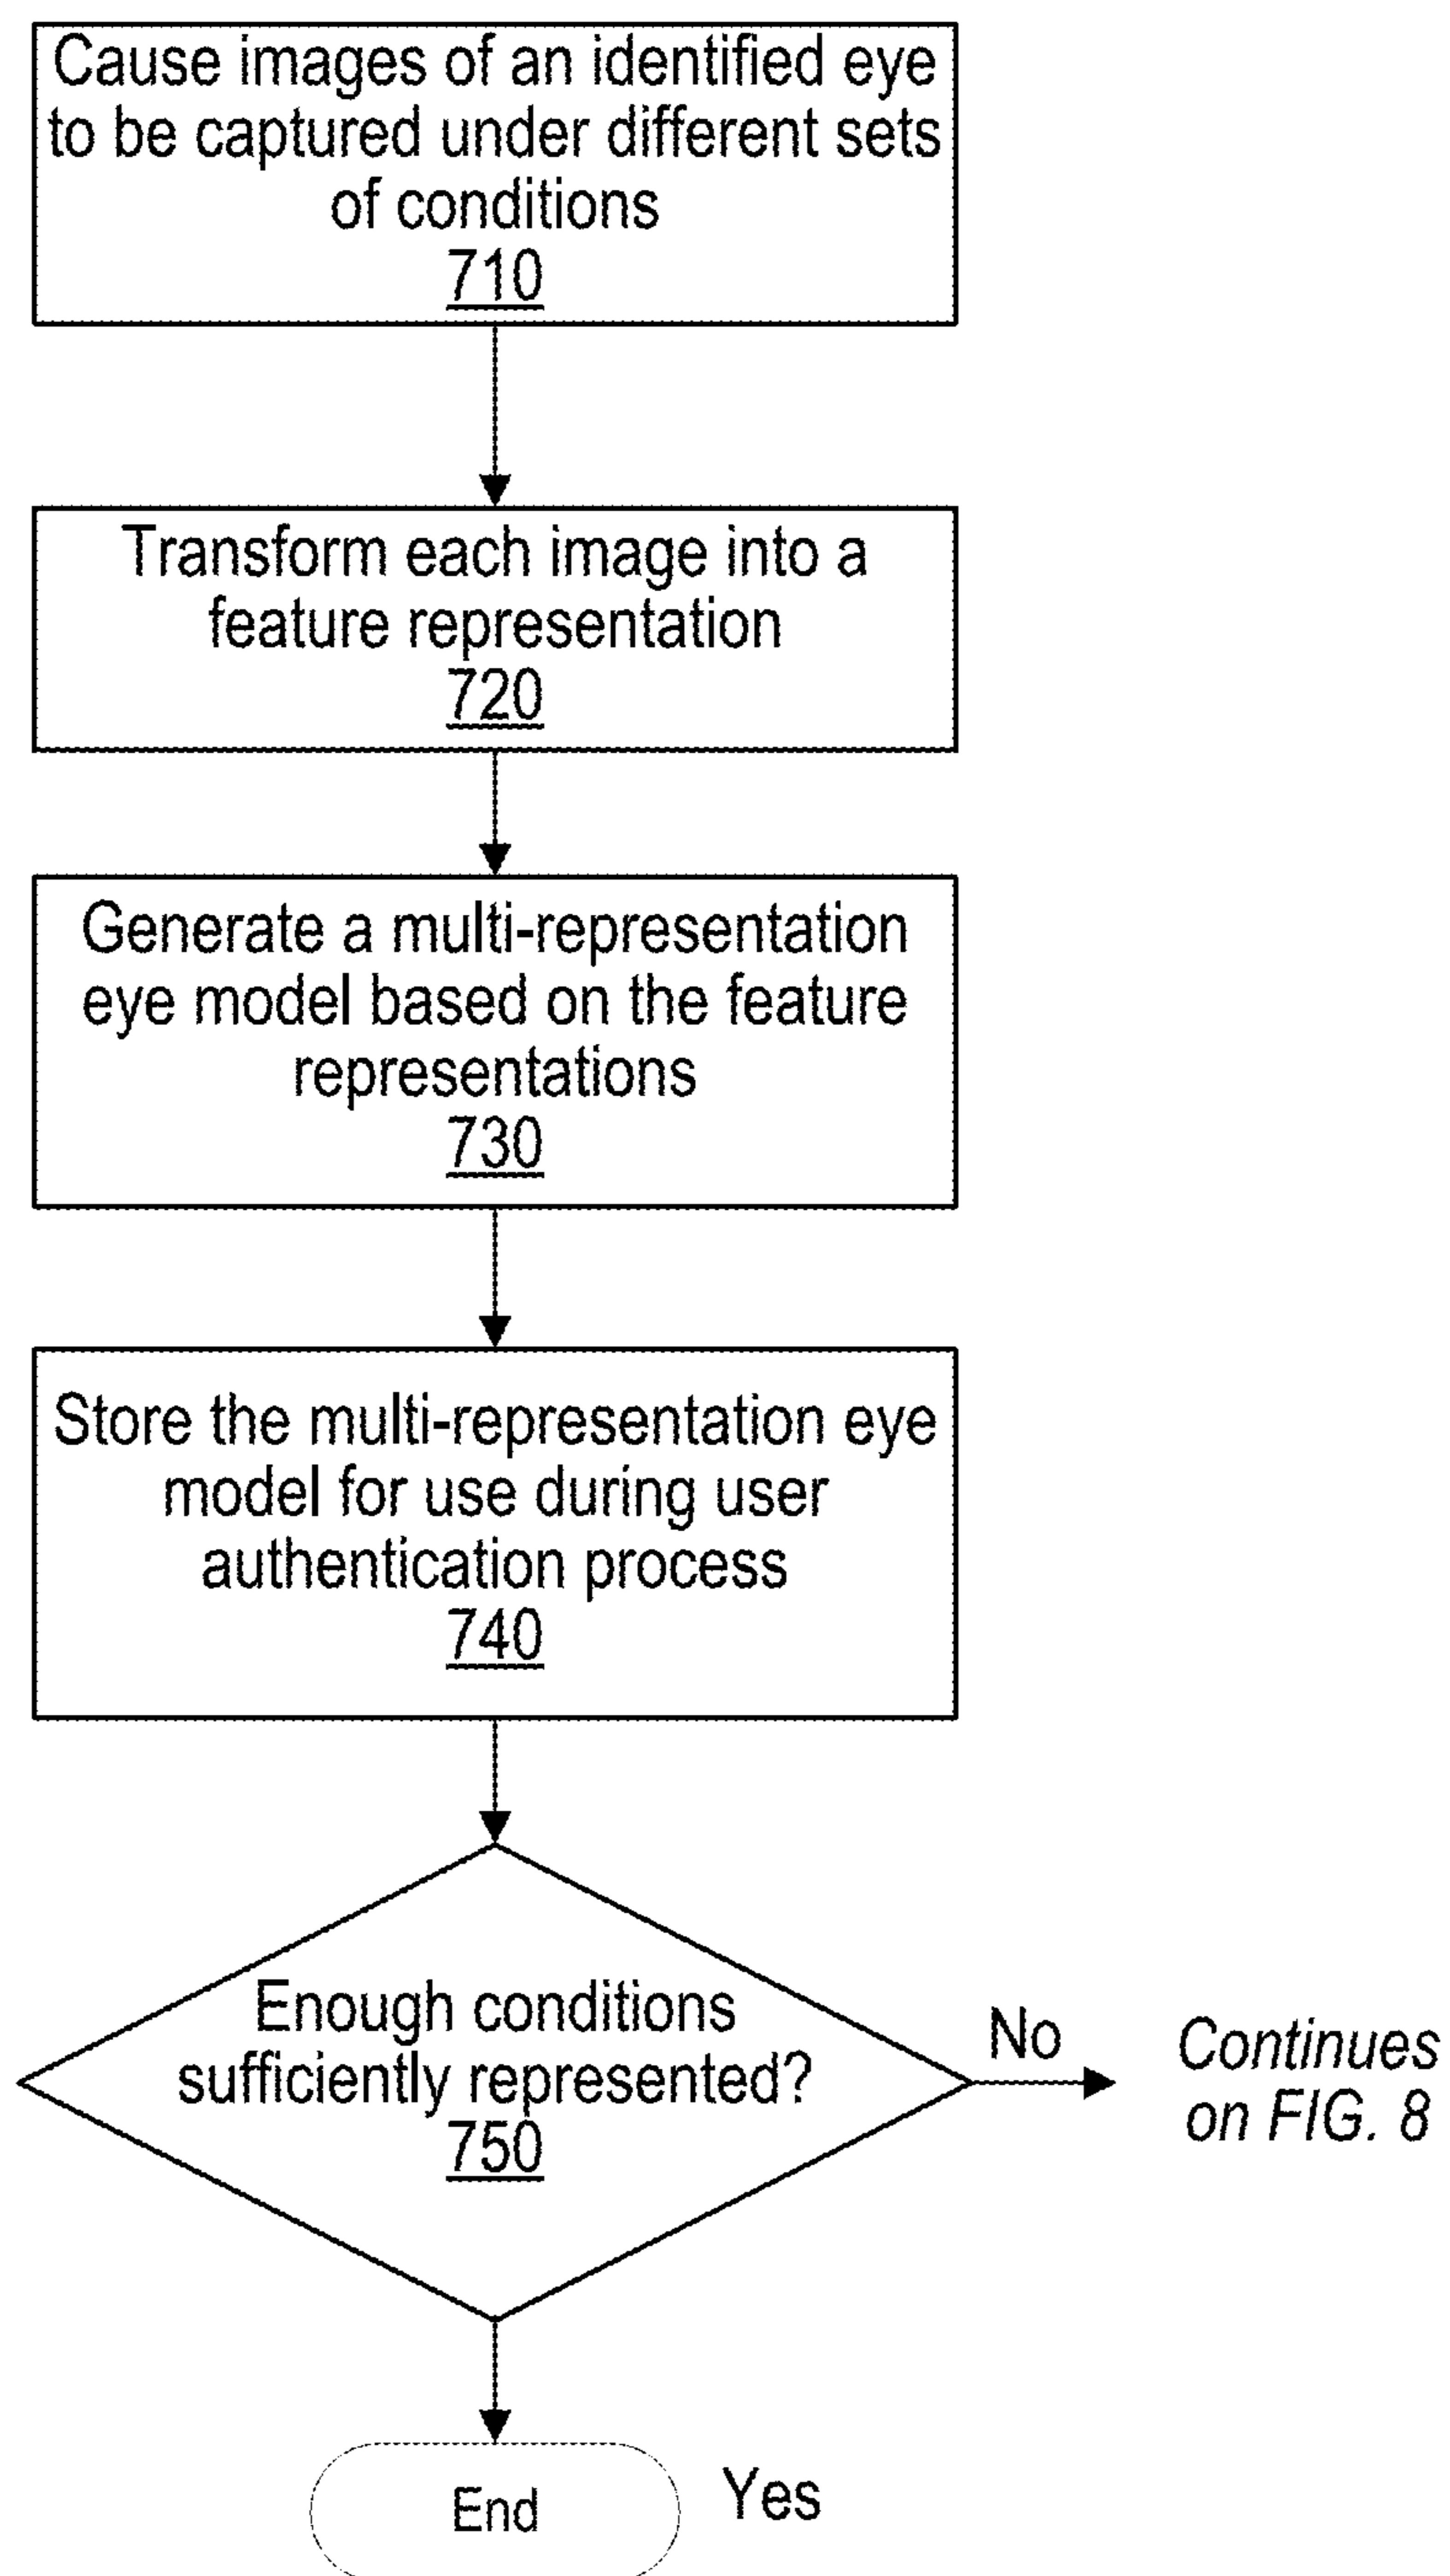 Cause images of an identified eye
to be captured under different sets
of conditions
710
Transform each image into a
feature representation
720
Generate a multi-representation
eye model based on the feature
representations
730
Store the multi-representation eye
model for use during user
authentication process
740
Enough conditions
sufficiently represented?
750
No
Continues
on FIG. 8
End
Yes